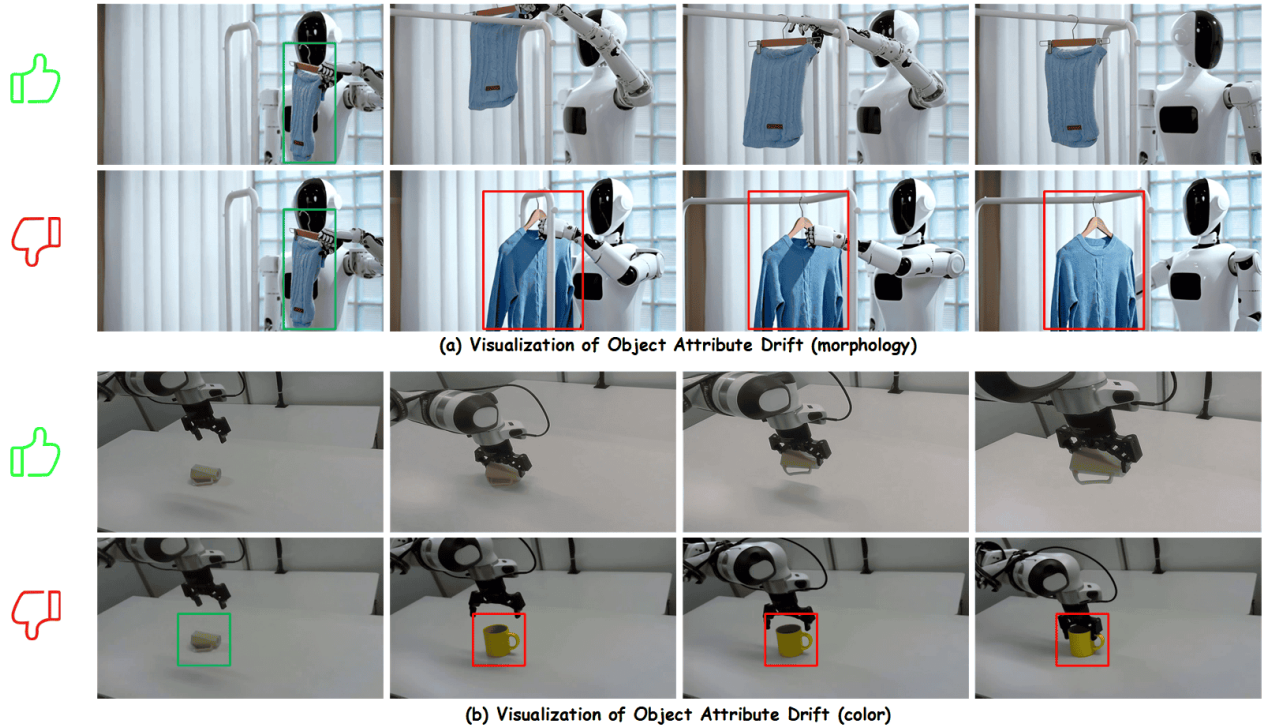 (a) Visualization of Object Attribute Drift (morphology)
(b) Visualization of Object Attribute Drift (color)